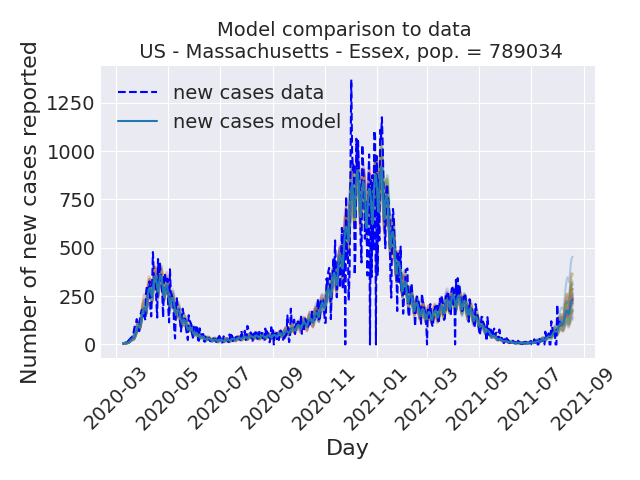 Model comparison to data
US - Massachusetts - Essex, pop. = 789034
Number of new cases reported
1250
1000
750
500
250
0
new cases data
new cases model
2020-03
2020-05
2020-07
2020-09
2020-11
2021-01
2021-03
2021-05
2021-07
2021-09
Day